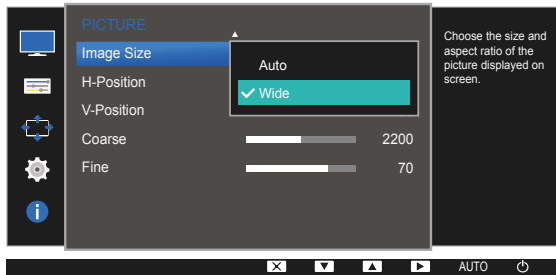 PICTURE
Image Size
Auto
Wide
H-Position
V-Position
Coarse 2200
Fine 70
Choose the size and
aspect ratio of the
picture displayed on
screen.
AUTO